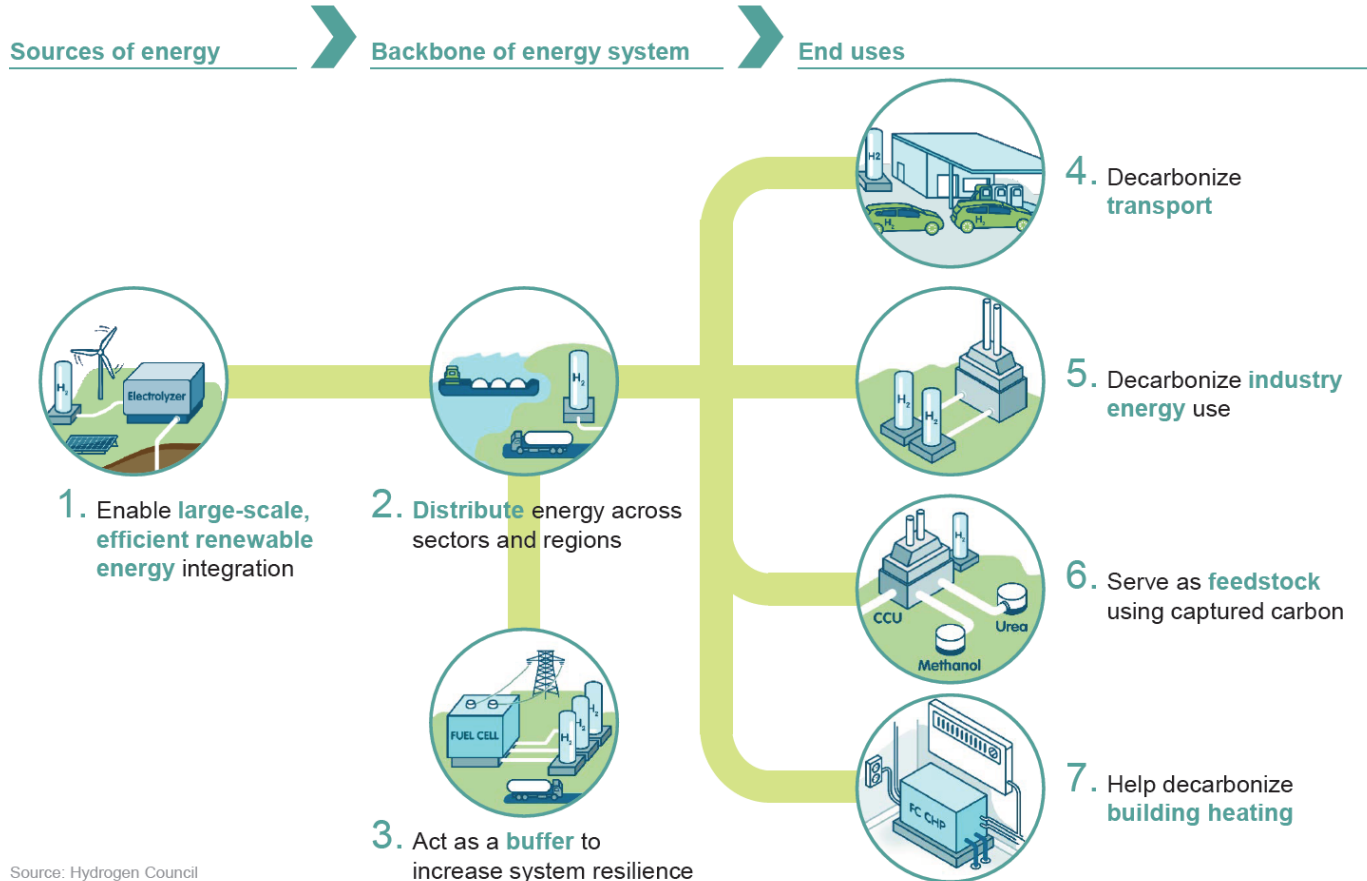 Sources of energy
Backbone of energy system
End uses
H2
H2
H2
4. Decarbonize
transport
H2
Electrolyzer
H2
H2
H2
5. Decarbonize industry
energy use
1. Enable large-scale,
efficient renewable
energy integration
2. Distribute energy across
sectors and regions
H2
CCU
Urea
Methanol
6. Serve as feedstock
using captured carbon
FUEL CELL
H2
H2
H2
3. Act as a buffer to
increase system resilience
FC CHP
7. Help decarbonize
building heating
Source: Hydrogen Council